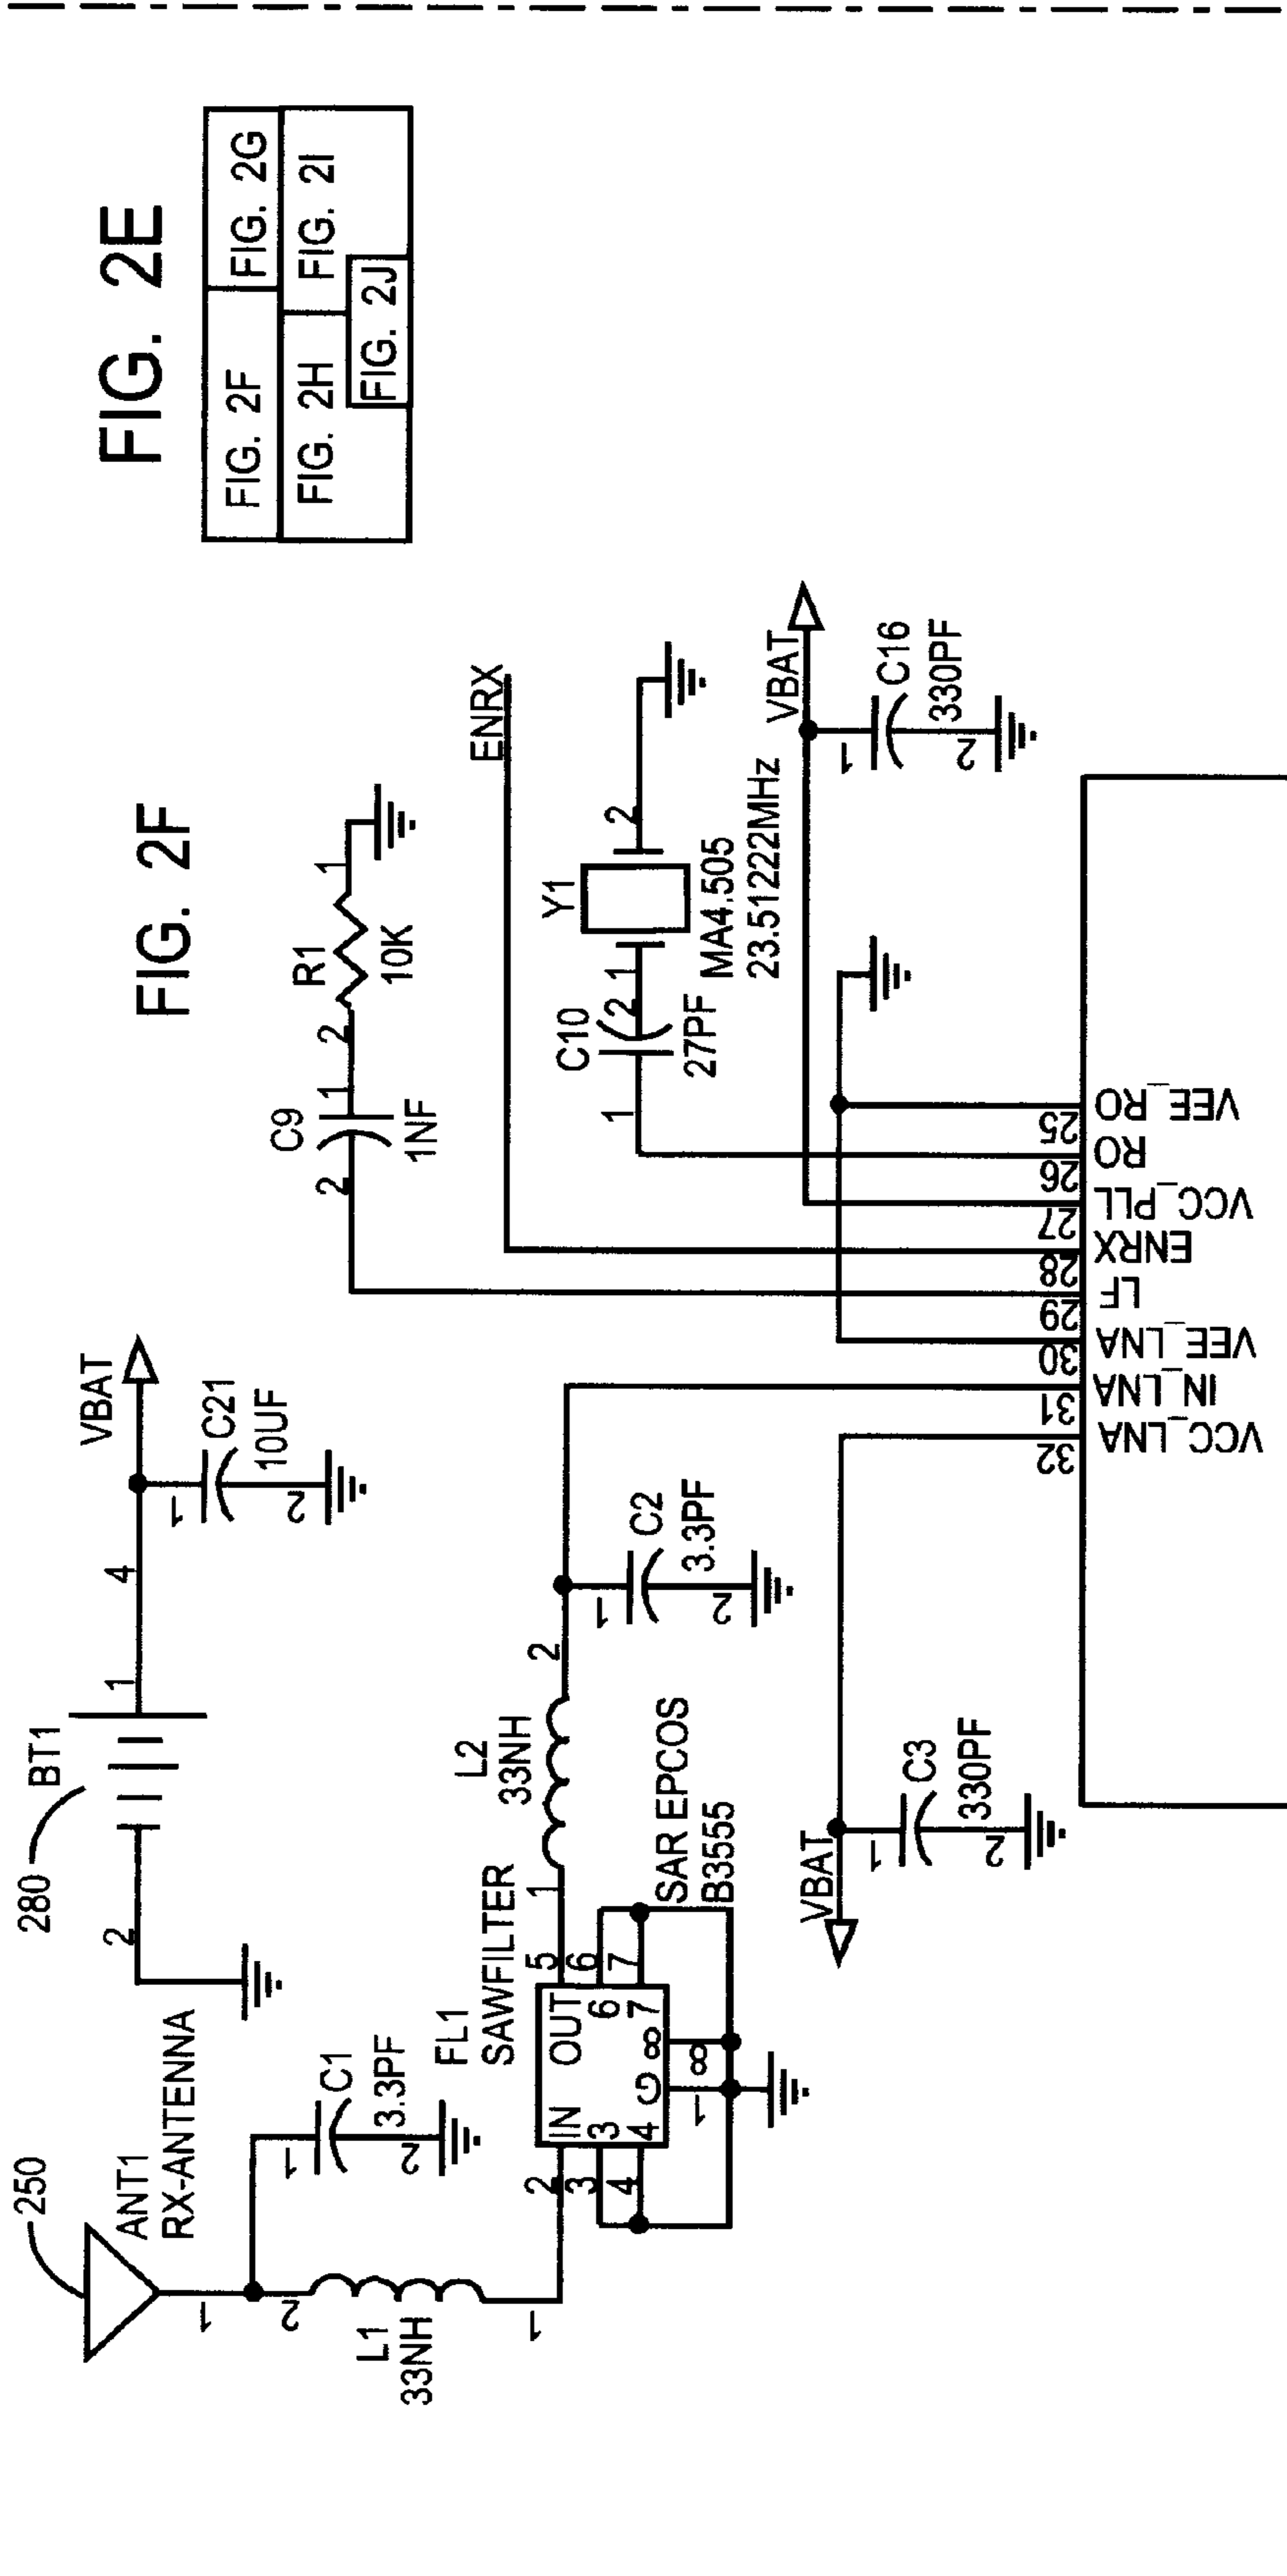 FIG. 2E
FIG. 2F
FIG. 2G
FIG. 2H
FIG. 2I
FIG. 2J
FIG. 2F
250
ANT1
RX-ANTENNA
1
2
L1
33NH
1
1
C1
3.3PF
2
280
BT1
2
1
4
VBAT
1
C21
10UF
2
FL1
SAWFILTER
2
3
4
IN
3
4
OUT
6
7
G
8
5
6
7
1
8
SAR EPCOS
B3555
L2
33NH
1
2
1
C2
3.3PF
2
C9
1NF
2
1
R1
10K
2
1
ENRX
C10
27PF
1
2
Y1
1
2
MA4.505
23.51222MHz
VBAT
1
C16
330PF
2
VBAT
1
C3
330PF
2
32
31
30
29
28
27
26
25
VCC_LNA
IN_LNA
VEE_LNA
LF
ENRX
VCC_PLL
RO
VEE_RO